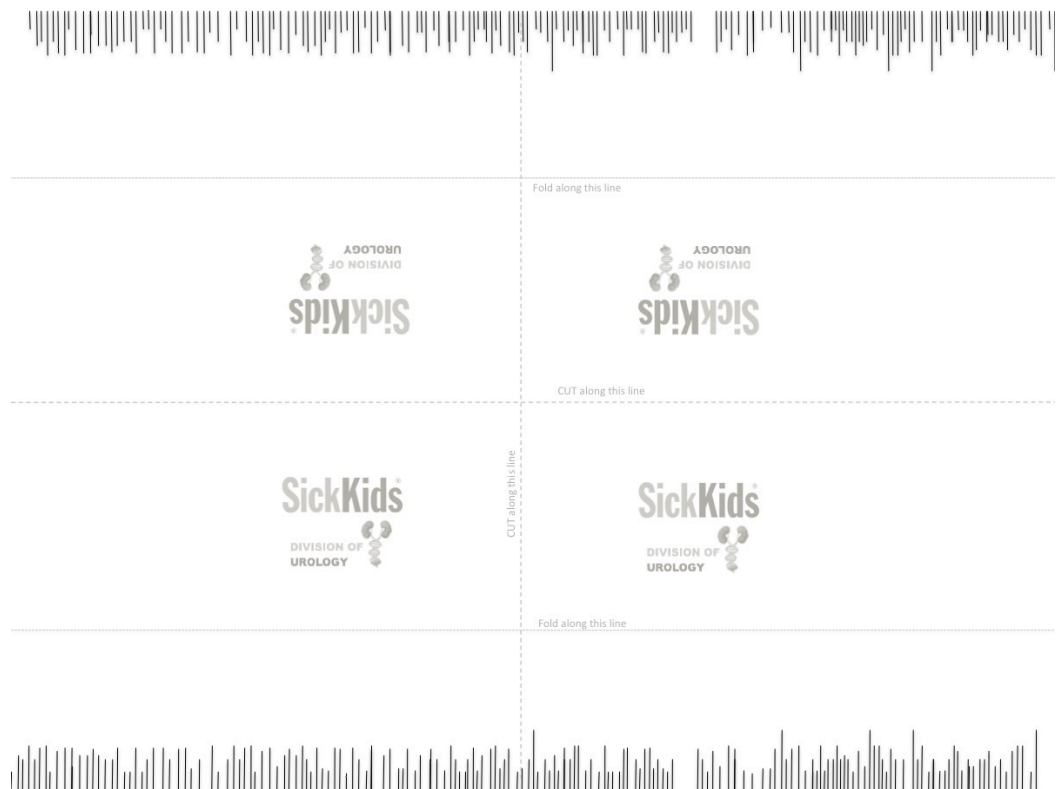 Fold along this line
UROLOGY
DIVISION OF
SickKids®
UROLOGY
DIVISION OF
SickKids®
CUT along this line
CUT along this line
SickKids®
DIVISION OF
UROLOGY
SickKids®
DIVISION OF
UROLOGY
Fold along this line